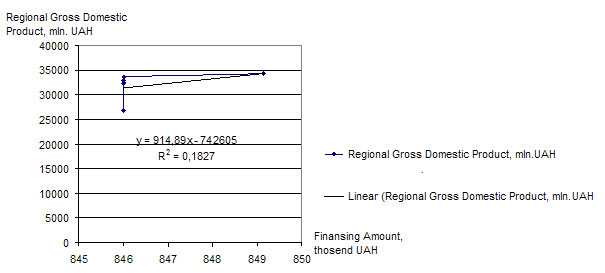 Regional Gross Domestic
Product, mln. UAH
40000
35000
30000
25000
20000
15000
10000
5000
0
y = 914,89x - 742605
R² = 0,1827
845 846 847 848 849 850
Finansing Amount,
thosend UAH
Regional Gross Domestic Product, mln.UAH
.
Linear (Regional Gross Domestic Product, mln.UAH